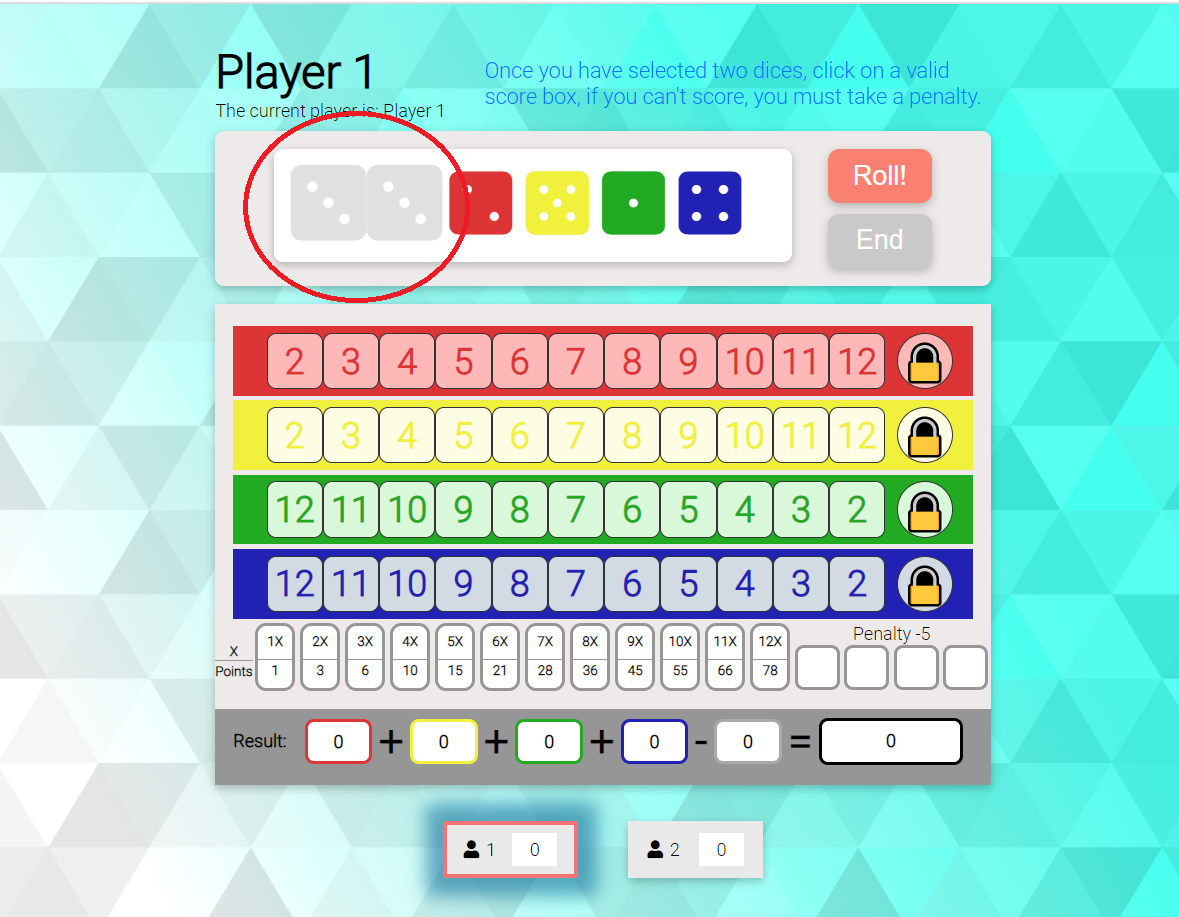 Player 1
The current player is: Player 1
Once you have selected two dices, click on a valid
score box, if you can't score, you must take a penalty.
Roll!
End
2 3 4 5 6 7 8 9 10 11 12
2 3 4 5 6 7 8 9 10 11 12
12 11 10 9 8 7 6 5 4 3 2
12 11 10 9 8 7 6 5 4 3 2
X 1X 2X 3X 4X 5X 6X 7X 8X 9X 10X 11X 12X
Points 1 3 6 10 15 21 28 36 45 55 66 78
Penalty -5
Result: 0 + 0 + 0 + 0 - 0 = 0
1 0
2 0